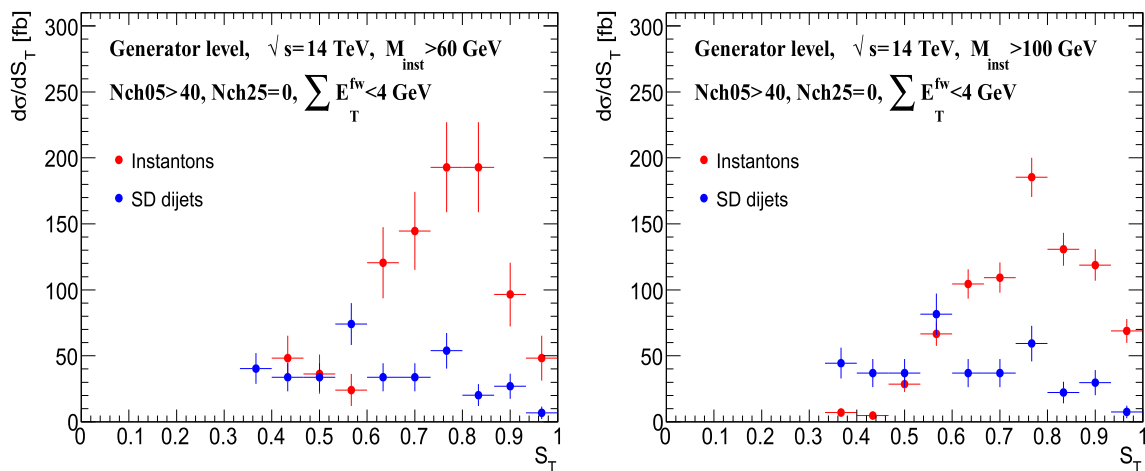 dσ/dS_T [fb]
300
250
200
150
100
50
0
Generator level, √ s=14 TeV, M_inst >60 GeV
Nch05>40, Nch25=0, ∑ E_T^fw<4 GeV
Instantons
SD dijets
0 0.1 0.2 0.3 0.4 0.5 0.6 0.7 0.8 0.9 1
S_T
dσ/dS_T [fb]
300
250
200
150
100
50
0
Generator level, √ s=14 TeV, M_inst >100 GeV
Nch05>40, Nch25=0, ∑ E_T^fw<4 GeV
Instantons
SD dijets
0 0.1 0.2 0.3 0.4 0.5 0.6 0.7 0.8 0.9 1
S_T